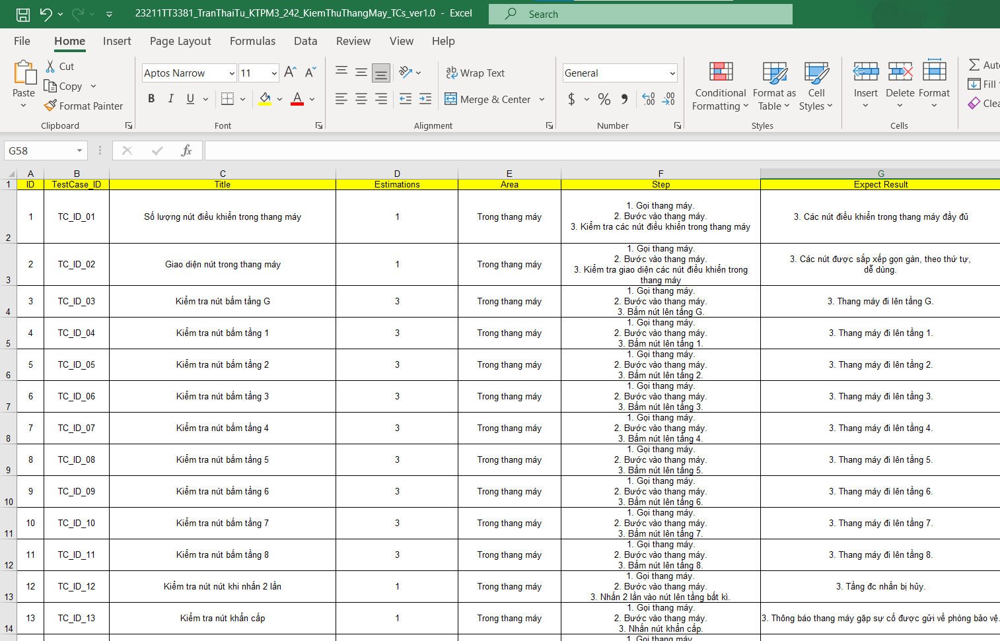 23211TT3381_TranThaiTu_KTPM3_242_KiemThuThangMay_TCs_ver1.0 - Excel
Search
File Home Insert Page Layout Formulas Data Review View Help
Paste
Cut
Copy
Format Painter
Clipboard
Aptos Narrow 11
B I U
Font
Wrap Text
Merge & Center
Alignment
General
$ % ,
Number
Conditional Formatting
Format as Table
Cell Styles
Styles
Insert Delete Format
Cells
Auto
Fill
Clea
G58
fx
A B C D E F G
1 ID TestCase_ID Title Estimations Area Step Expect Result
2 1 TC_ID_01 Số lượng nút điều khiển trong thang máy 1 Trong thang máy
1. Gọi thang máy.
2. Bước vào thang máy.
3. Kiểm tra các nút điều khiển trong thang máy
3. Các nút điều khiển trong thang máy đầy đủ
3 2 TC_ID_02 Giao diện nút trong thang máy 1 Trong thang máy
1. Gọi thang máy.
2. Bước vào thang máy.
3. Kiểm tra giao diện các nút điều khiển trong
thang máy
3. Các nút được sắp xếp gọn gàn, theo thứ tự,
dễ dùng.
4 3 TC_ID_03 Kiểm tra nút bấm tầng G 3 Trong thang máy
1. Gọi thang máy.
2. Bước vào thang máy.
3. Bấm nút lên tầng G.
3. Thang máy đi lên tầng G.
5 4 TC_ID_04 Kiểm tra nút bấm tầng 1 3 Trong thang máy
1. Gọi thang máy.
2. Bước vào thang máy.
3. Bấm nút lên tầng 1.
3. Thang máy đi lên tầng 1.
6 5 TC_ID_05 Kiểm tra nút bấm tầng 2 3 Trong thang máy
1. Gọi thang máy.
2. Bước vào thang máy.
3. Bấm nút lên tầng 2.
3. Thang máy đi lên tầng 2.
7 6 TC_ID_06 Kiểm tra nút bấm tầng 3 3 Trong thang máy
1. Gọi thang máy.
2. Bước vào thang máy.
3. Bấm nút lên tầng 3.
3. Thang máy đi lên tầng 3.
8 7 TC_ID_07 Kiểm tra nút bấm tầng 4 3 Trong thang máy
1. Gọi thang máy.
2. Bước vào thang máy.
3. Bấm nút lên tầng 4.
3. Thang máy đi lên tầng 4.
9 8 TC_ID_08 Kiểm tra nút bấm tầng 5 3 Trong thang máy
1. Gọi thang máy.
2. Bước vào thang máy.
3. Bấm nút lên tầng 5.
3. Thang máy đi lên tầng 5.
10 9 TC_ID_09 Kiểm tra nút bấm tầng 6 3 Trong thang máy
1. Gọi thang máy.
2. Bước vào thang máy.
3. Bấm nút lên tầng 6.
3. Thang máy đi lên tầng 6.
11 10 TC_ID_10 Kiểm tra nút bấm tầng 7 3 Trong thang máy
1. Gọi thang máy.
2. Bước vào thang máy.
3. Bấm nút lên tầng 7.
3. Thang máy đi lên tầng 7.
12 11 TC_ID_11 Kiểm tra nút bấm tầng 8 3 Trong thang máy
1. Gọi thang máy.
2. Bước vào thang máy.
3. Bấm nút lên tầng 8.
3. Thang máy đi lên tầng 8.
13 12 TC_ID_12 Kiểm tra nút nút khi nhấn 2 lần 1 Trong thang máy
1. Gọi thang máy.
2. Bước vào thang máy.
3. Nhấn 2 lần vào nút lên tầng bất kì.
3. Tầng đc nhấn bị hủy.
14 13 TC_ID_13 Kiểm tra nút khẩn cấp 1 Trong thang máy
1. Gọi thang máy.
2. Bước vào thang máy.
3. Nhấn nút khẩn cấp.
3. Thông báo thang máy gặp sự cố được gửi về phòng bảo vệ.
1. Gọi thang máy